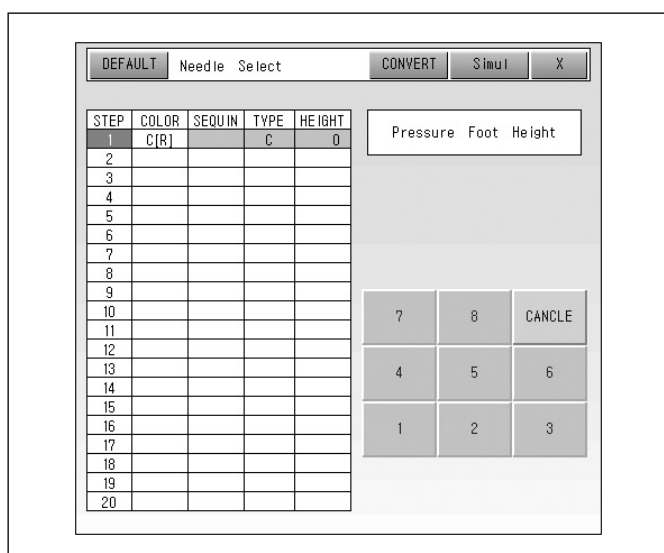 DEFAULT Needle Select CONVERT Simul X
STEP COLOR SEQUIN TYPE HEIGHT
1 C[R] C 0
Pressure Foot Height
2
3
4
5
6
7
8
9
10
11
12
13
14
15
16
17
18
19
20
7 8 CANCLE
4 5 6
1 2 3